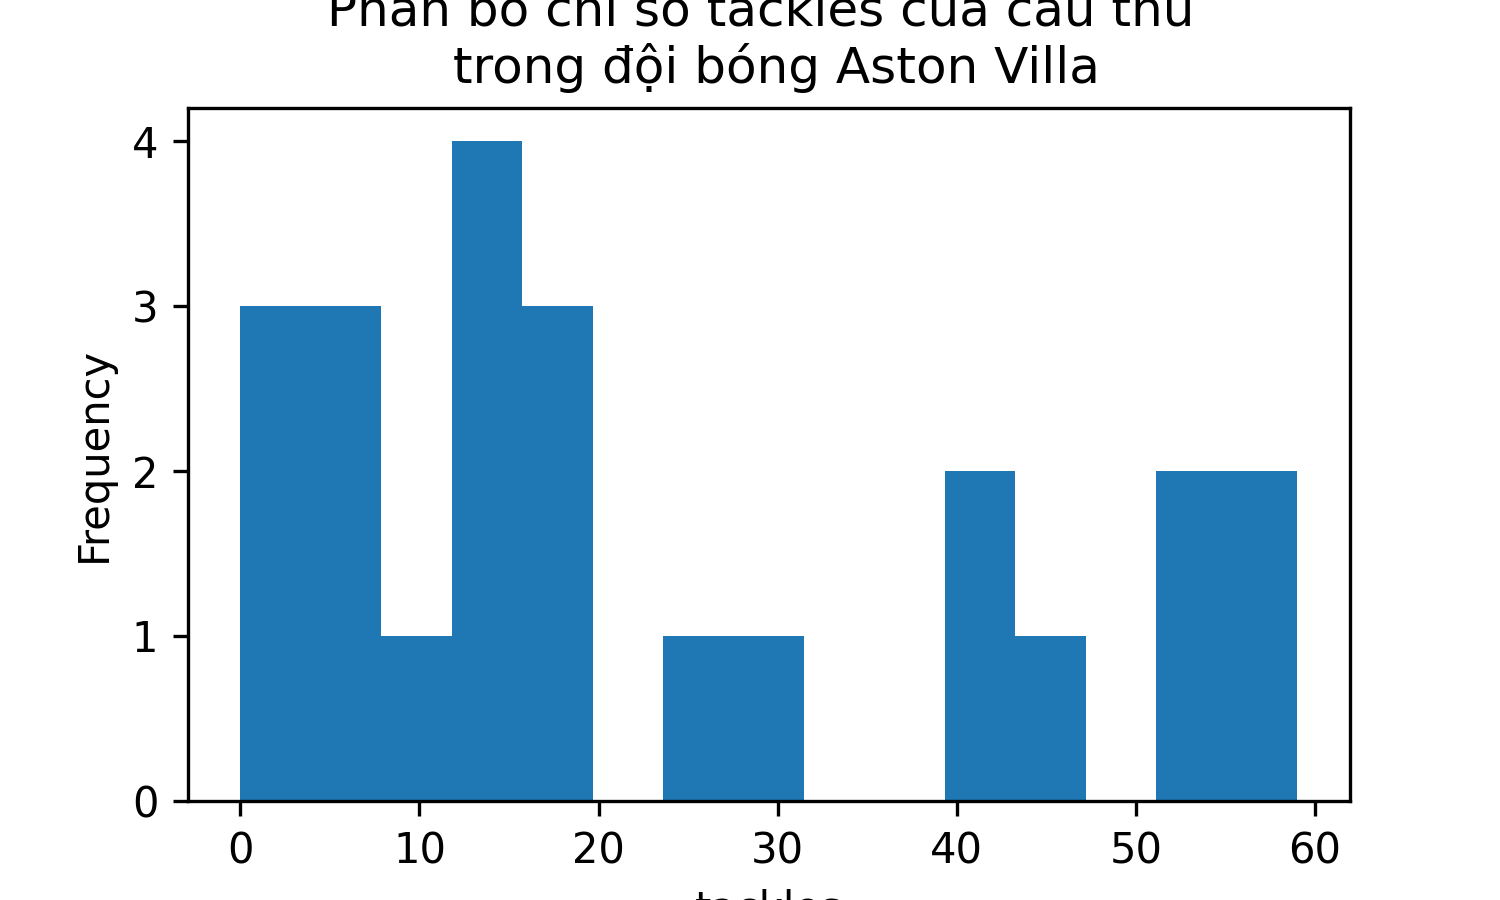 Phân bố chỉ số tackles của cầu thủ
trong đội bóng Aston Villa
4
3
2
1
0
Frequency
0 10 20 30 40 50 60
tackles